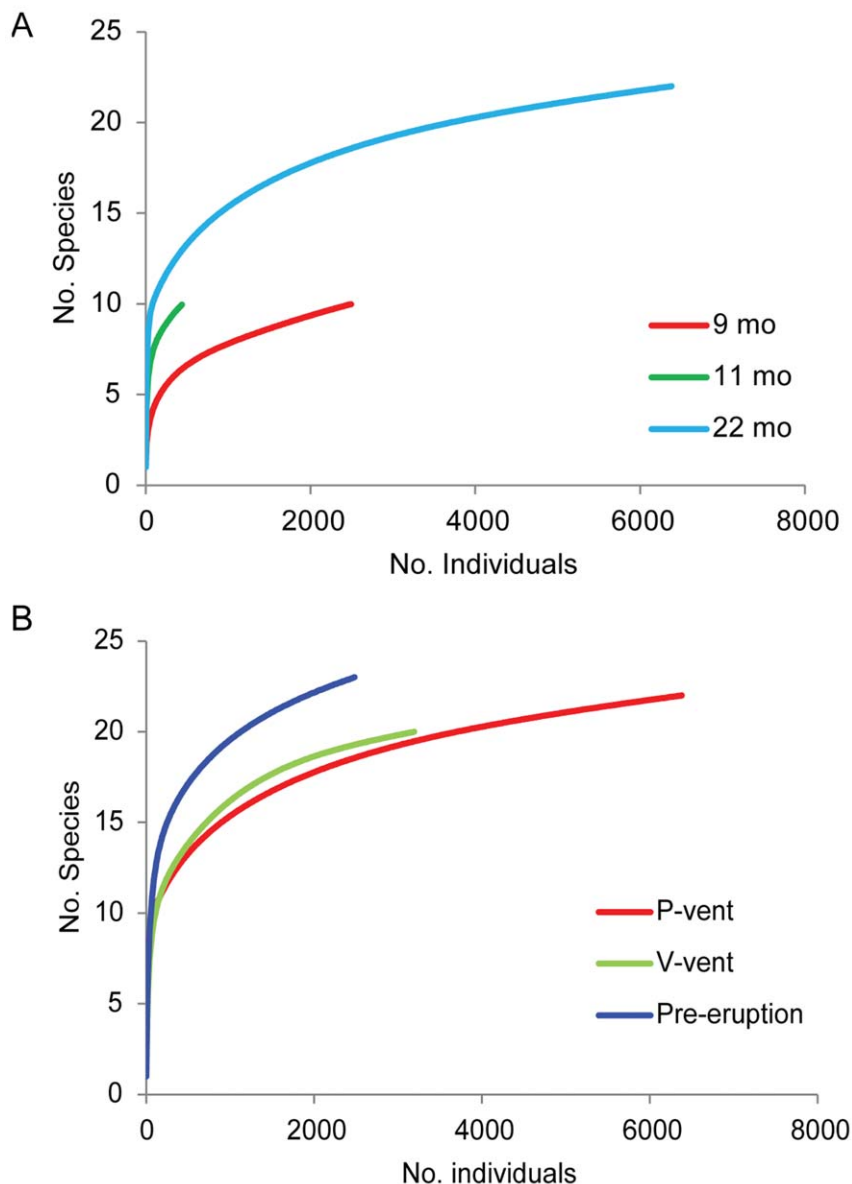 A
25
20
15
10
5
0
No. Species
0 2000 4000 6000 8000
No. Individuals
9 mo
11 mo
22 mo
B
25
20
15
10
5
0
No. Species
0 2000 4000 6000 8000
No. individuals
P-vent
V-vent
Pre-eruption